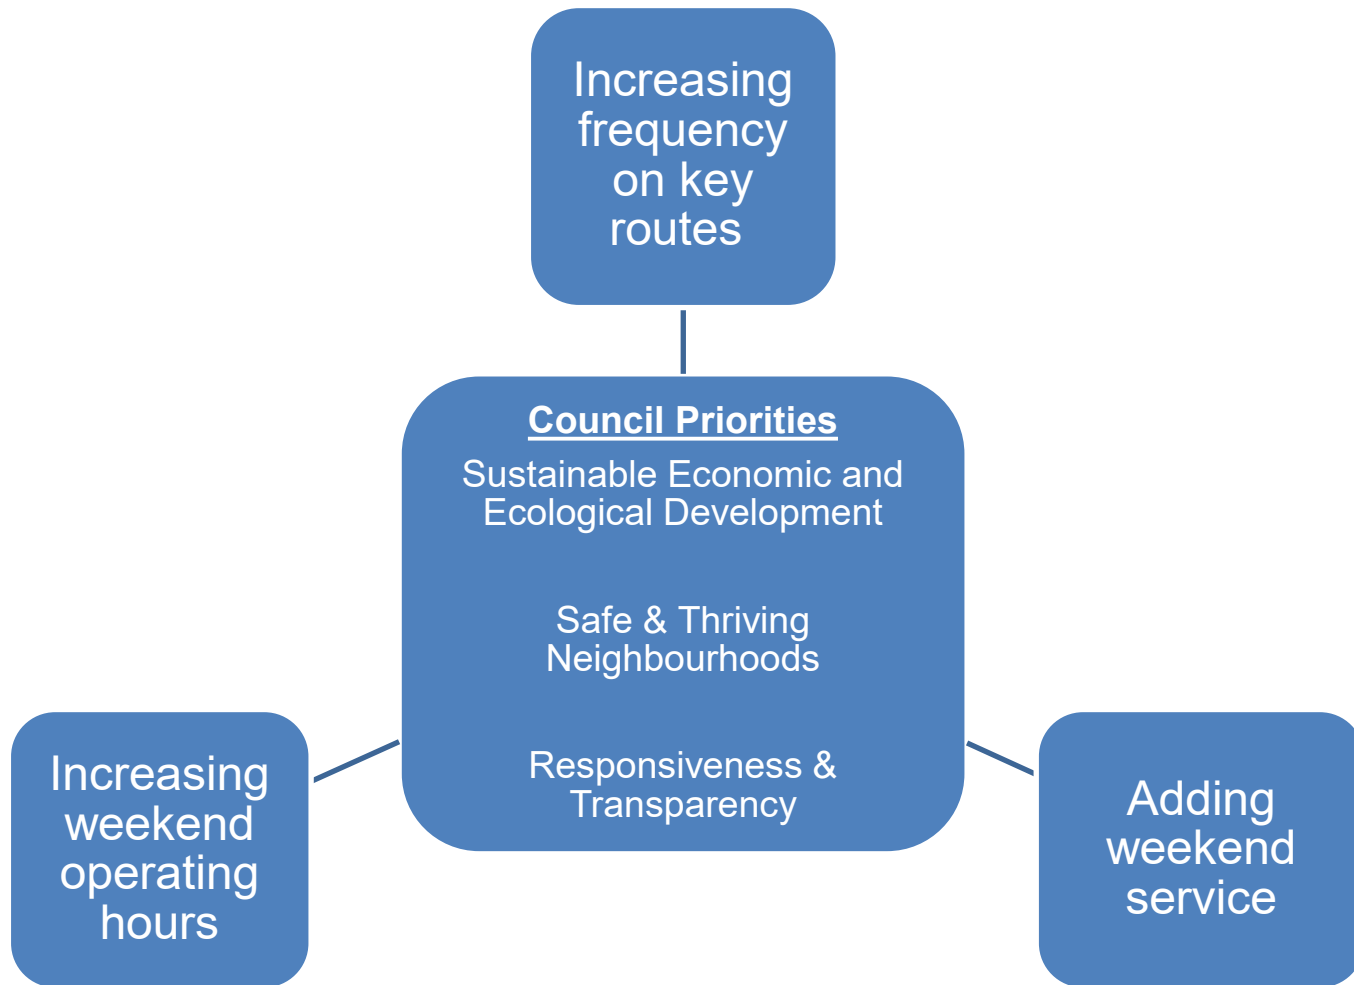 Increasing
frequency
on key
routes
Council Priorities
Sustainable Economic and
Ecological Development
Safe & Thriving
Neighbourhoods
Responsiveness &
Transparency
Increasing
weekend
operating
hours
Adding
weekend
service